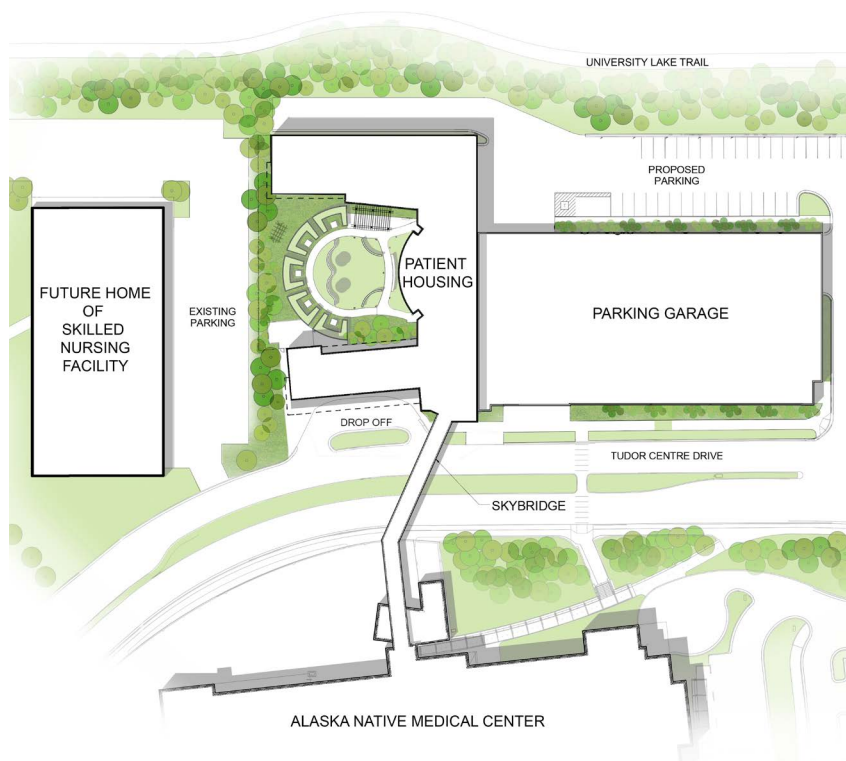 UNIVERSITY LAKE TRAIL
PROPOSED
PARKING
PATIENT
HOUSING
FUTURE HOME
OF
SKILLED
NURSING
FACILITY
EXISTING
PARKING
PARKING GARAGE
DROP OFF
TUDOR CENTRE DRIVE
SKYBRIDGE
ALASKA NATIVE MEDICAL CENTER